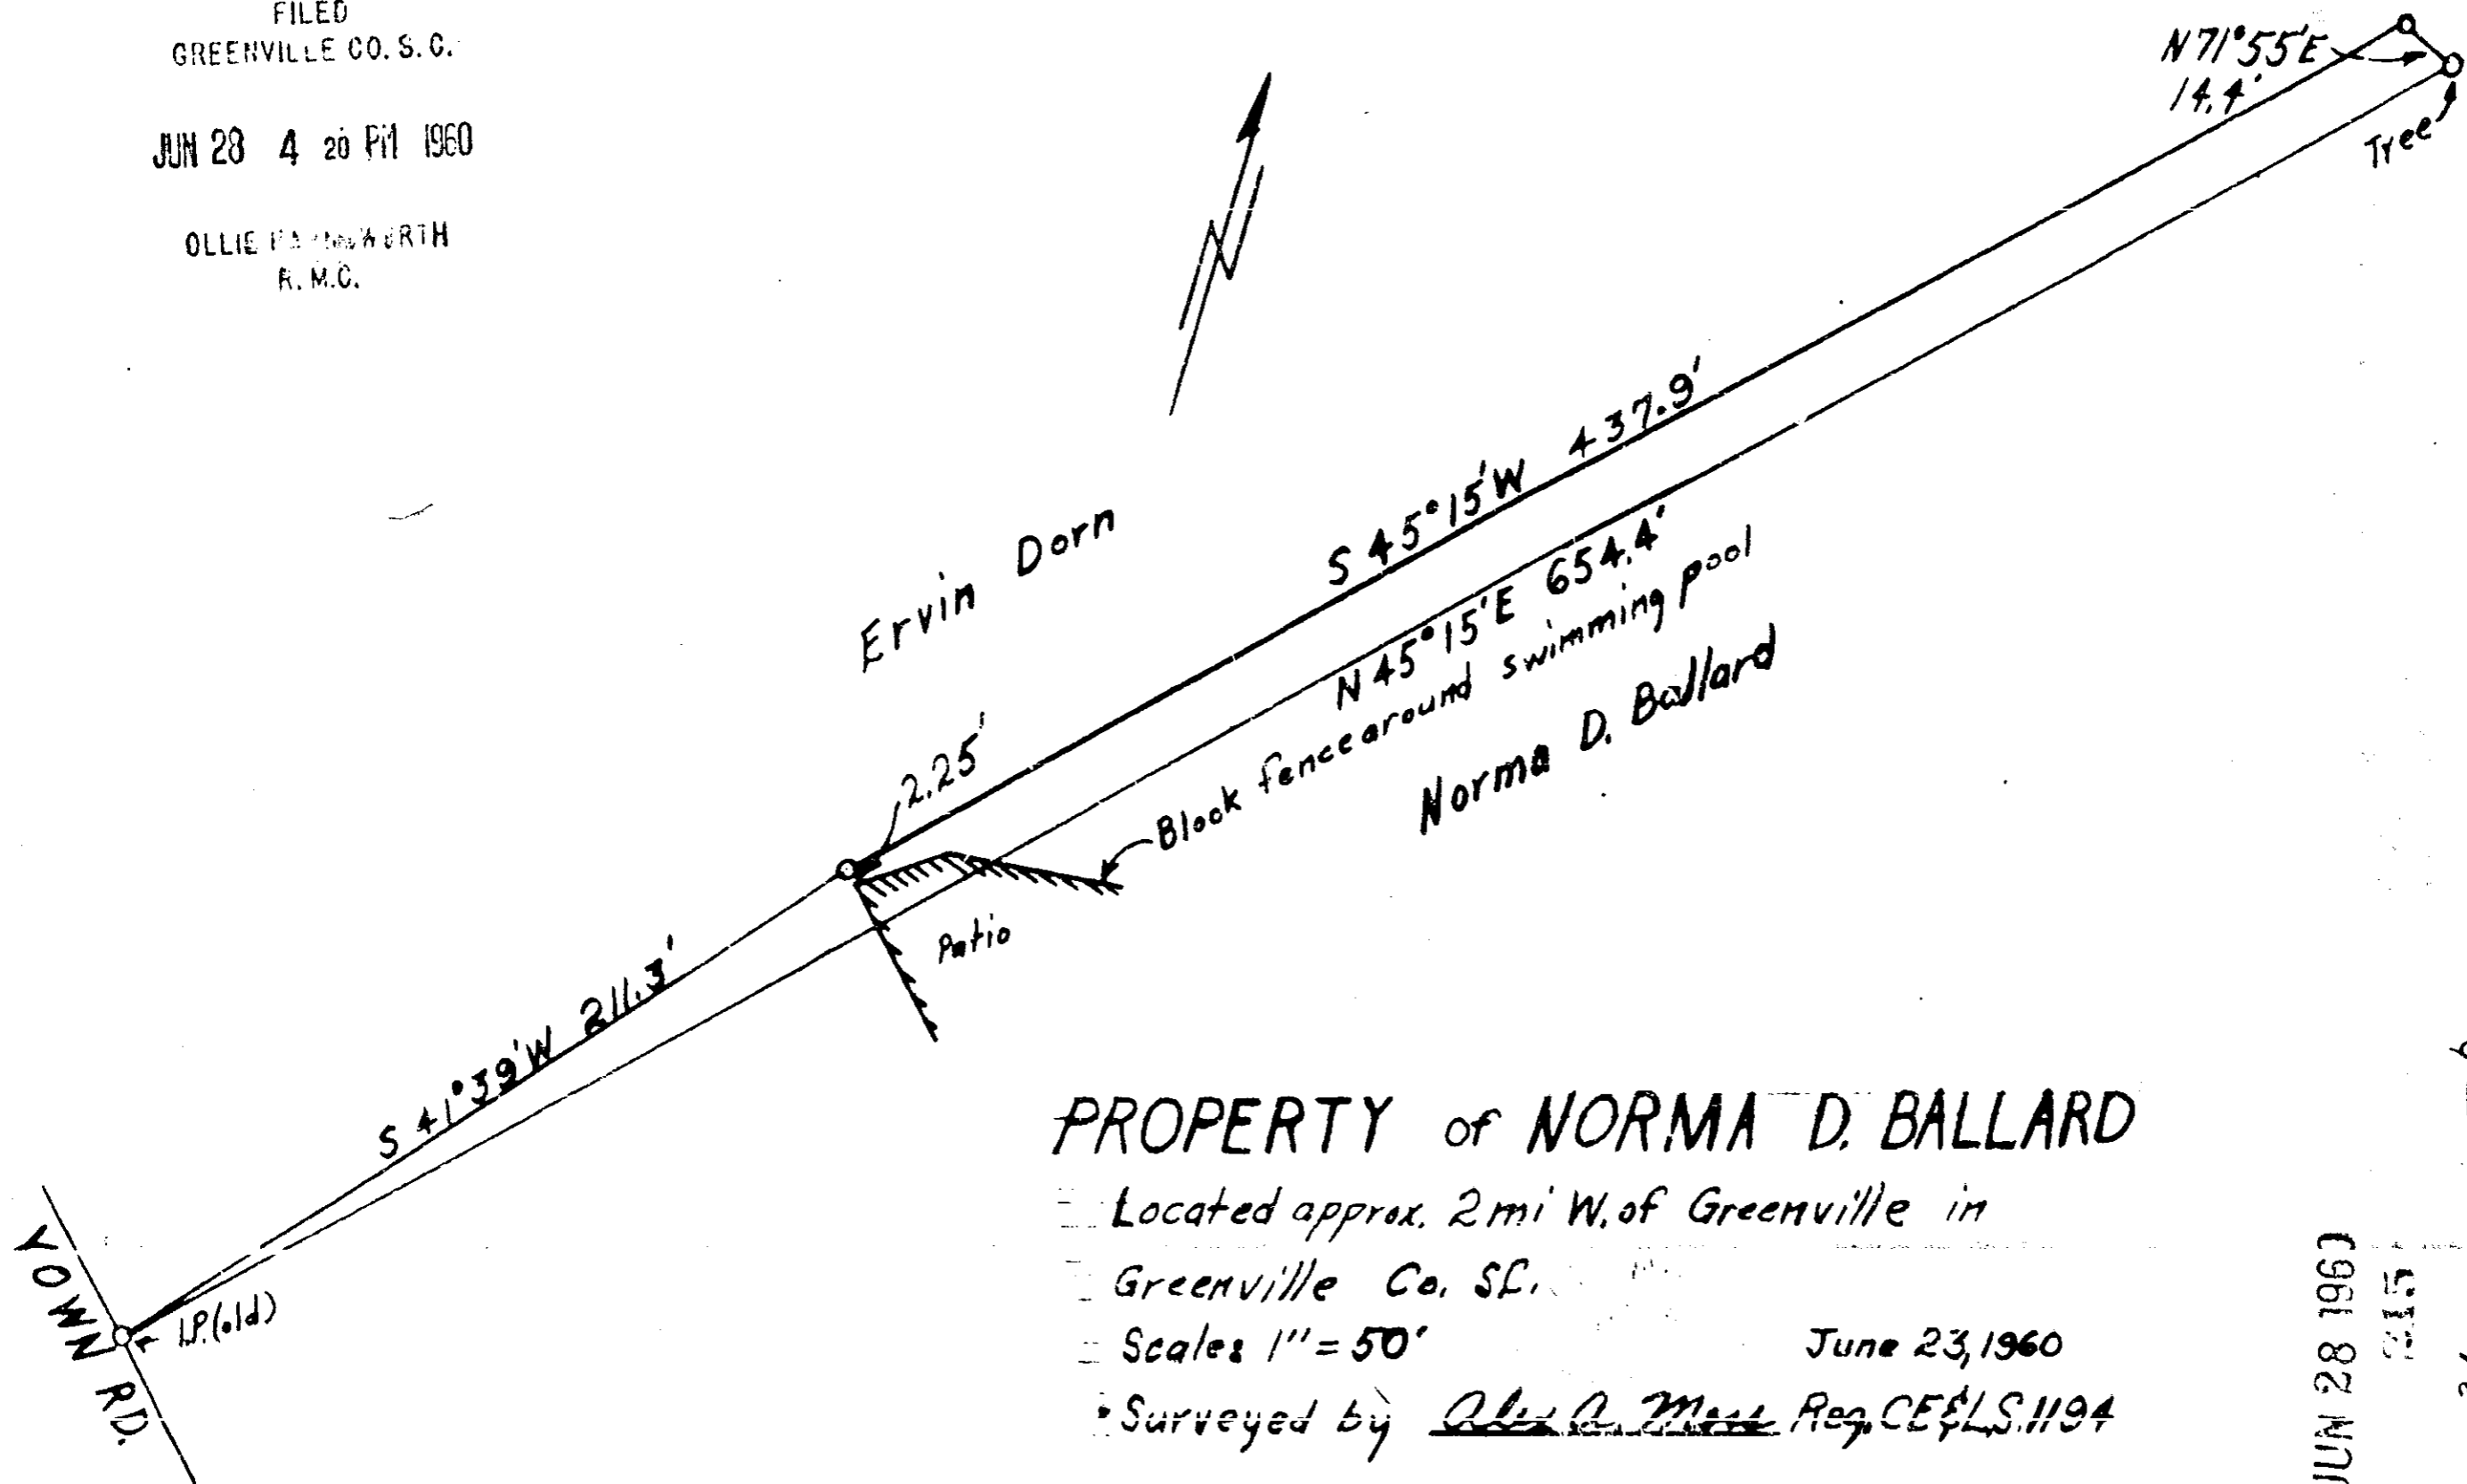 FILED
GREENVILLE CO. S. C.
JUN 28 4 20 PM 1960
OLLIE FARNSWORTH
R. M. C.
N 71°55'E
14.4'
Tree
S 45°15'W 437.9'
N 45°15'E 654.4'
Block fence around swimming pool
Ervin Dorn
Norma D. Ballard
2.25'
Patio
S 41°39'W 211.3'
I.P. (old)
YOWN RD.
PROPERTY of NORMA D. BALLARD
Located approx. 2 mi W. of Greenville in
Greenville Co. S.C.
Scale: 1" = 50' June 23, 1960
Surveyed by Reg. CE & L.S. 1194
JUN 28 1960